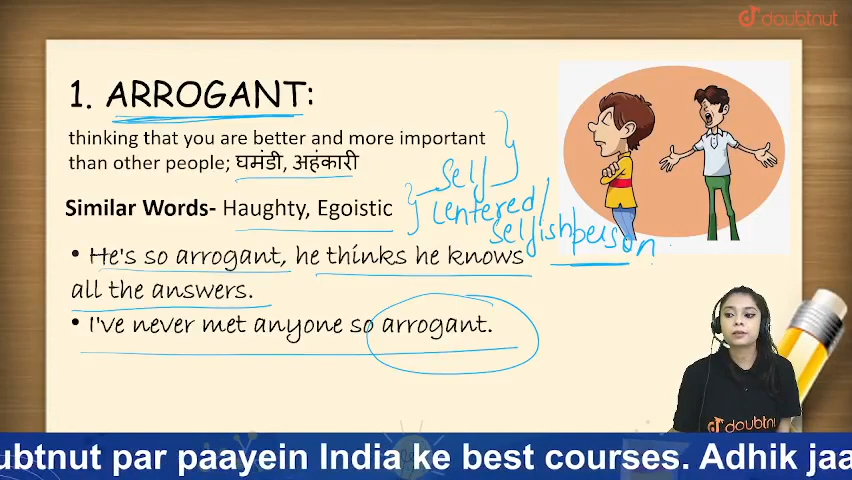 doubtnut
1. ARROGANT:
thinking that you are better and more important
than other people; घमंडी, अहंकारी
Similar Words- Haughty, Egoistic
self
centered/
selfish person
• He's so arrogant, he thinks he knows
all the answers.
• I've never met anyone so arrogant.
doubtnut
ubtnut par paayein India ke best courses. Adhik jaa